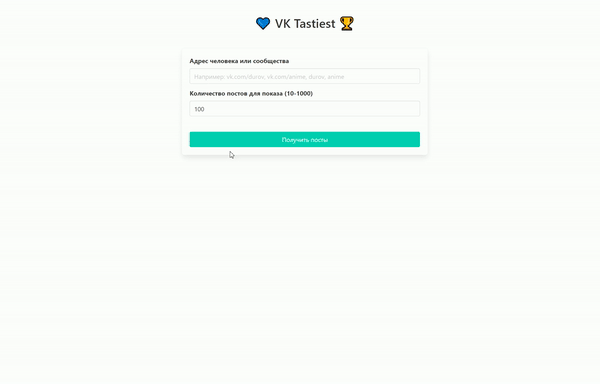 💙 VK Tastiest 🏆
Адрес человека или сообщества
Например: vk.com/durov, vk.com/anime, durov, anime
Количество постов для показа (10-1000)
100
Получить посты